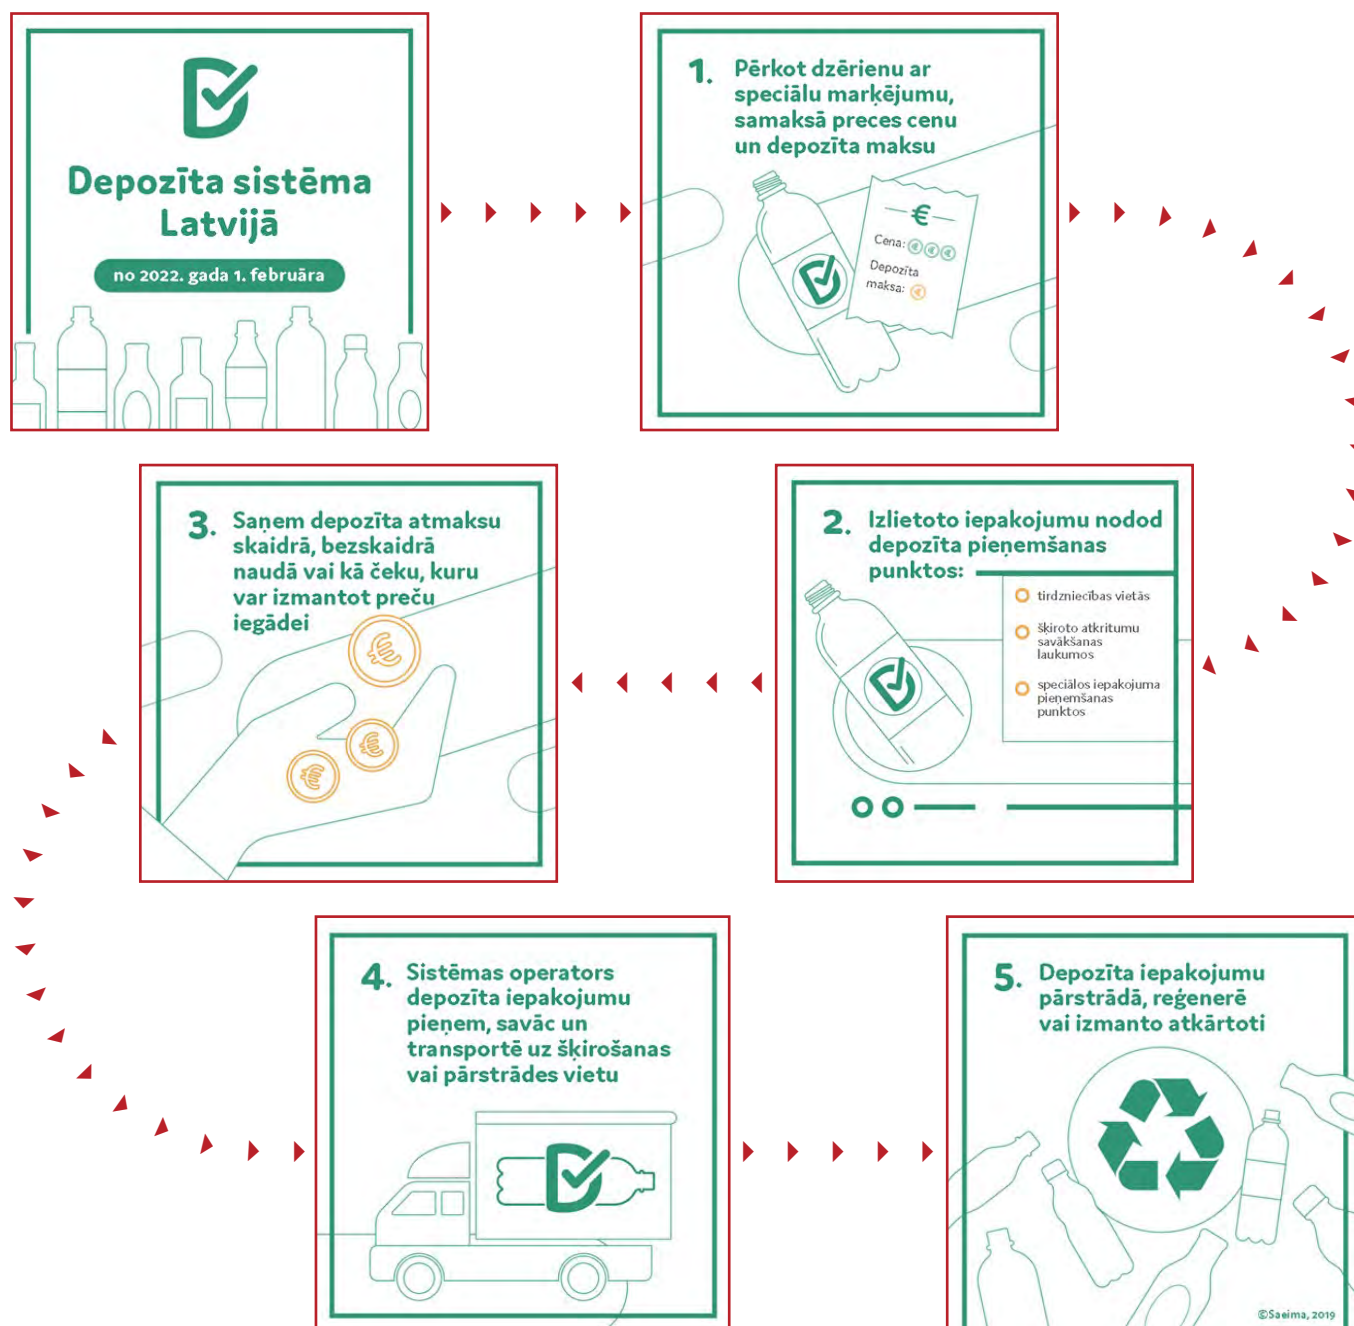 Depozīta sistēma
Latvijā
no 2022. gada 1. februāra
1. Pērkot dzērienu ar
speciālu marķējumu,
samaksā preces cenu
un depozīta maksu
€
Cena: €€€
Depozīta
maksa: €
2. Izlietoto iepakojumu nodod
depozīta pieņemšanas
punktos:
tirdzniecības vietās
šķiroto atkritumu
savākšanas
laukumos
speciālos iepakojuma
pieņemšanas
punktos
3. Saņem depozīta atmaksu
skaidrā, bezskaidrā
naudā vai kā čeku, kuru
var izmantot preču
iegādei
€
€
€
4. Sistēmas operators
depozīta iepakojumu
pieņem, savāc un
transportē uz šķirošanas
vai pārstrādes vietu
5. Depozīta iepakojumu
pārstrādā, reģenerē
vai izmanto atkārtoti
©Saeima, 2019